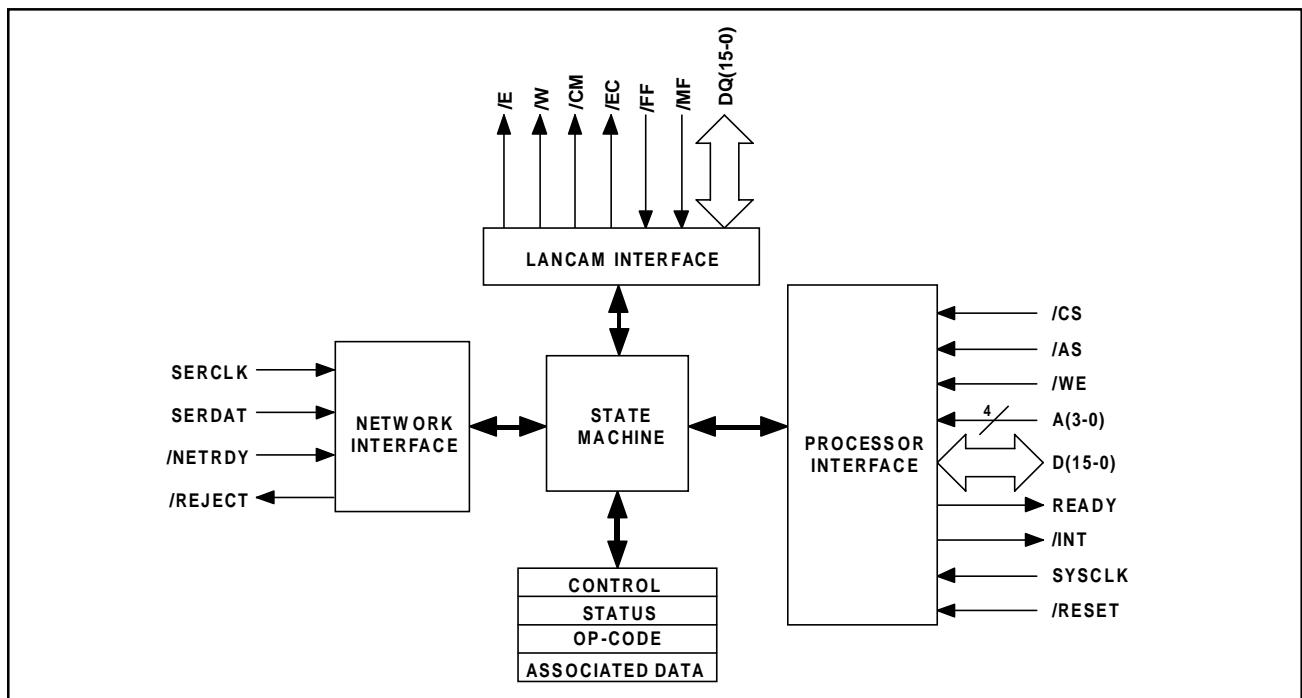 /E
/W
/CM
/EC
/FF
/MF
DQ(15-0)
LANCAM INTERFACE
SERCLK
SERDAT
/NETRDY
/REJECT
NETWORK
INTERFACE
STATE
MACHINE
PROCESSOR
INTERFACE
/CS
/AS
/WE
4
A(3-0)
D(15-0)
READY
/INT
SYSCLK
/RESET
CONTROL
STATUS
OP-CODE
ASSOCIATED DATA